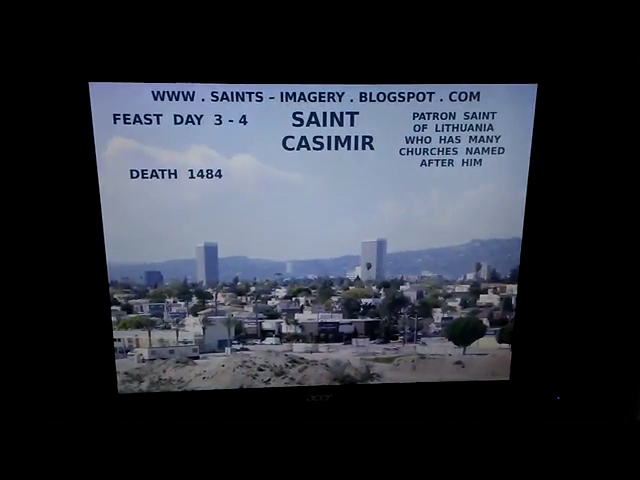 WWW . SAINTS – IMAGERY . BLOGSPOT . COM
FEAST DAY 3 - 4
SAINT
CASIMIR
PATRON SAINT
OF LITHUANIA
WHO HAS MANY
CHURCHES NAMED
AFTER HIM
DEATH 1484
acer